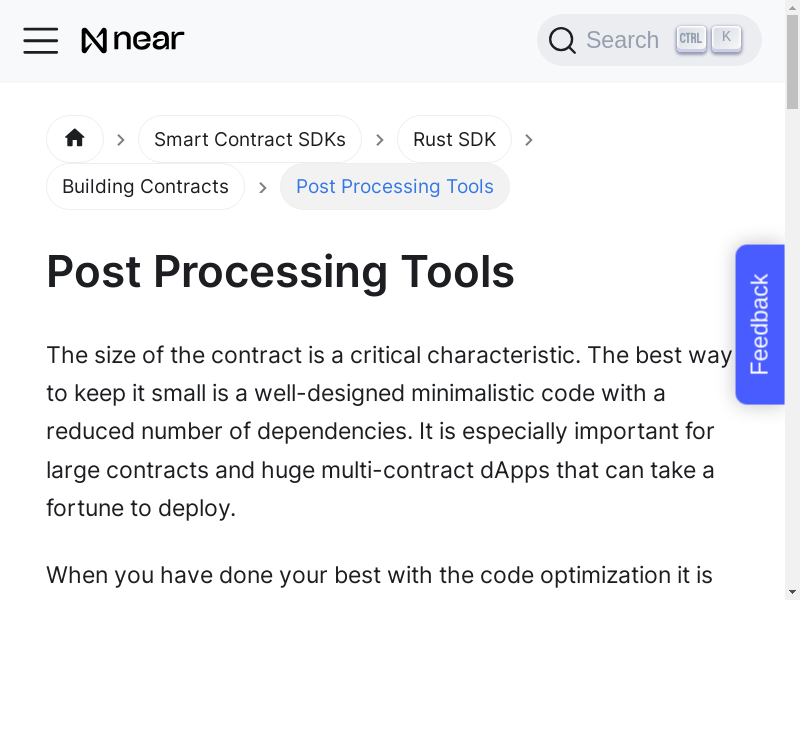 near
Search CTRL K
Smart Contract SDKs Rust SDK
Building Contracts Post Processing Tools
Post Processing Tools
Feedback
The size of the contract is a critical characteristic. The best way
to keep it small is a well-designed minimalistic code with a
reduced number of dependencies. It is especially important for
large contracts and huge multi-contract dApps that can take a
fortune to deploy.
When you have done your best with the code optimization it is